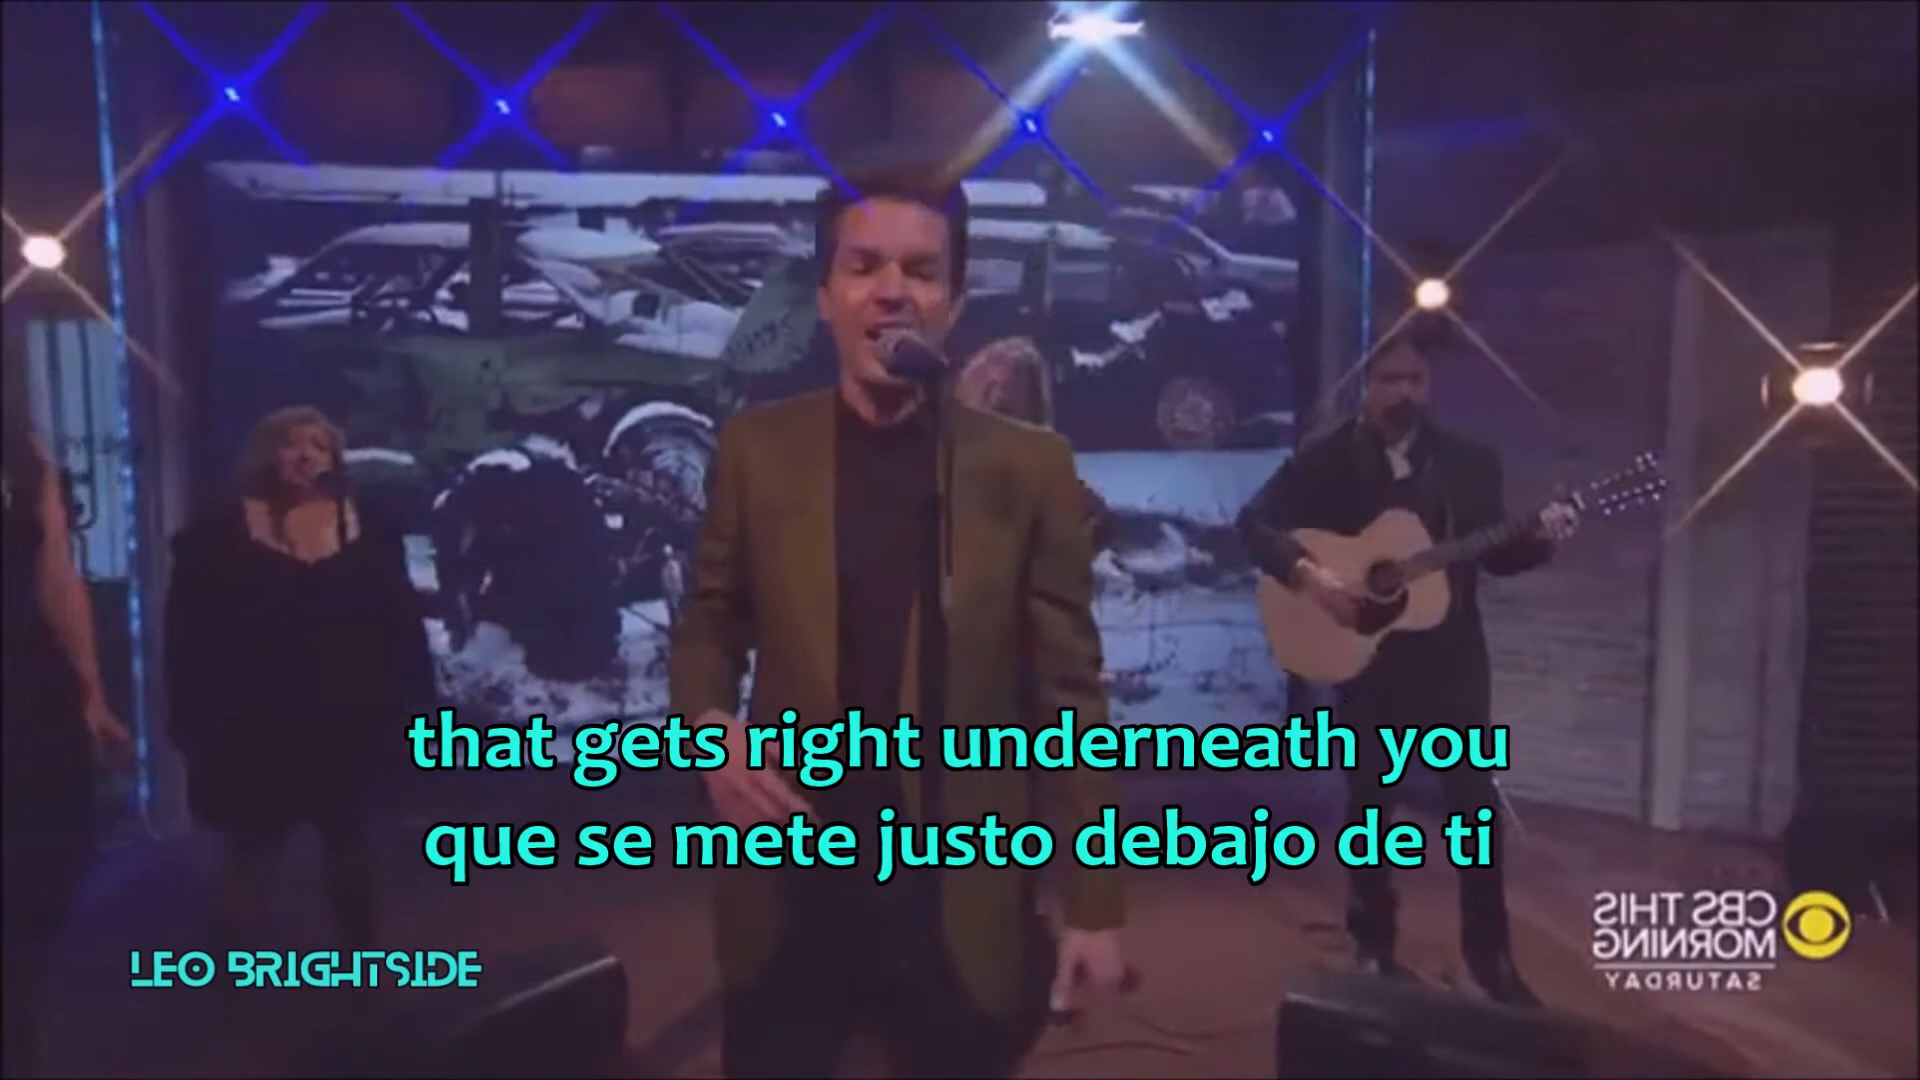 that gets right underneath you
que se mete justo debajo de ti
LEO BRIGHTSIDE
CBS THIS
MORNING
SATURDAY